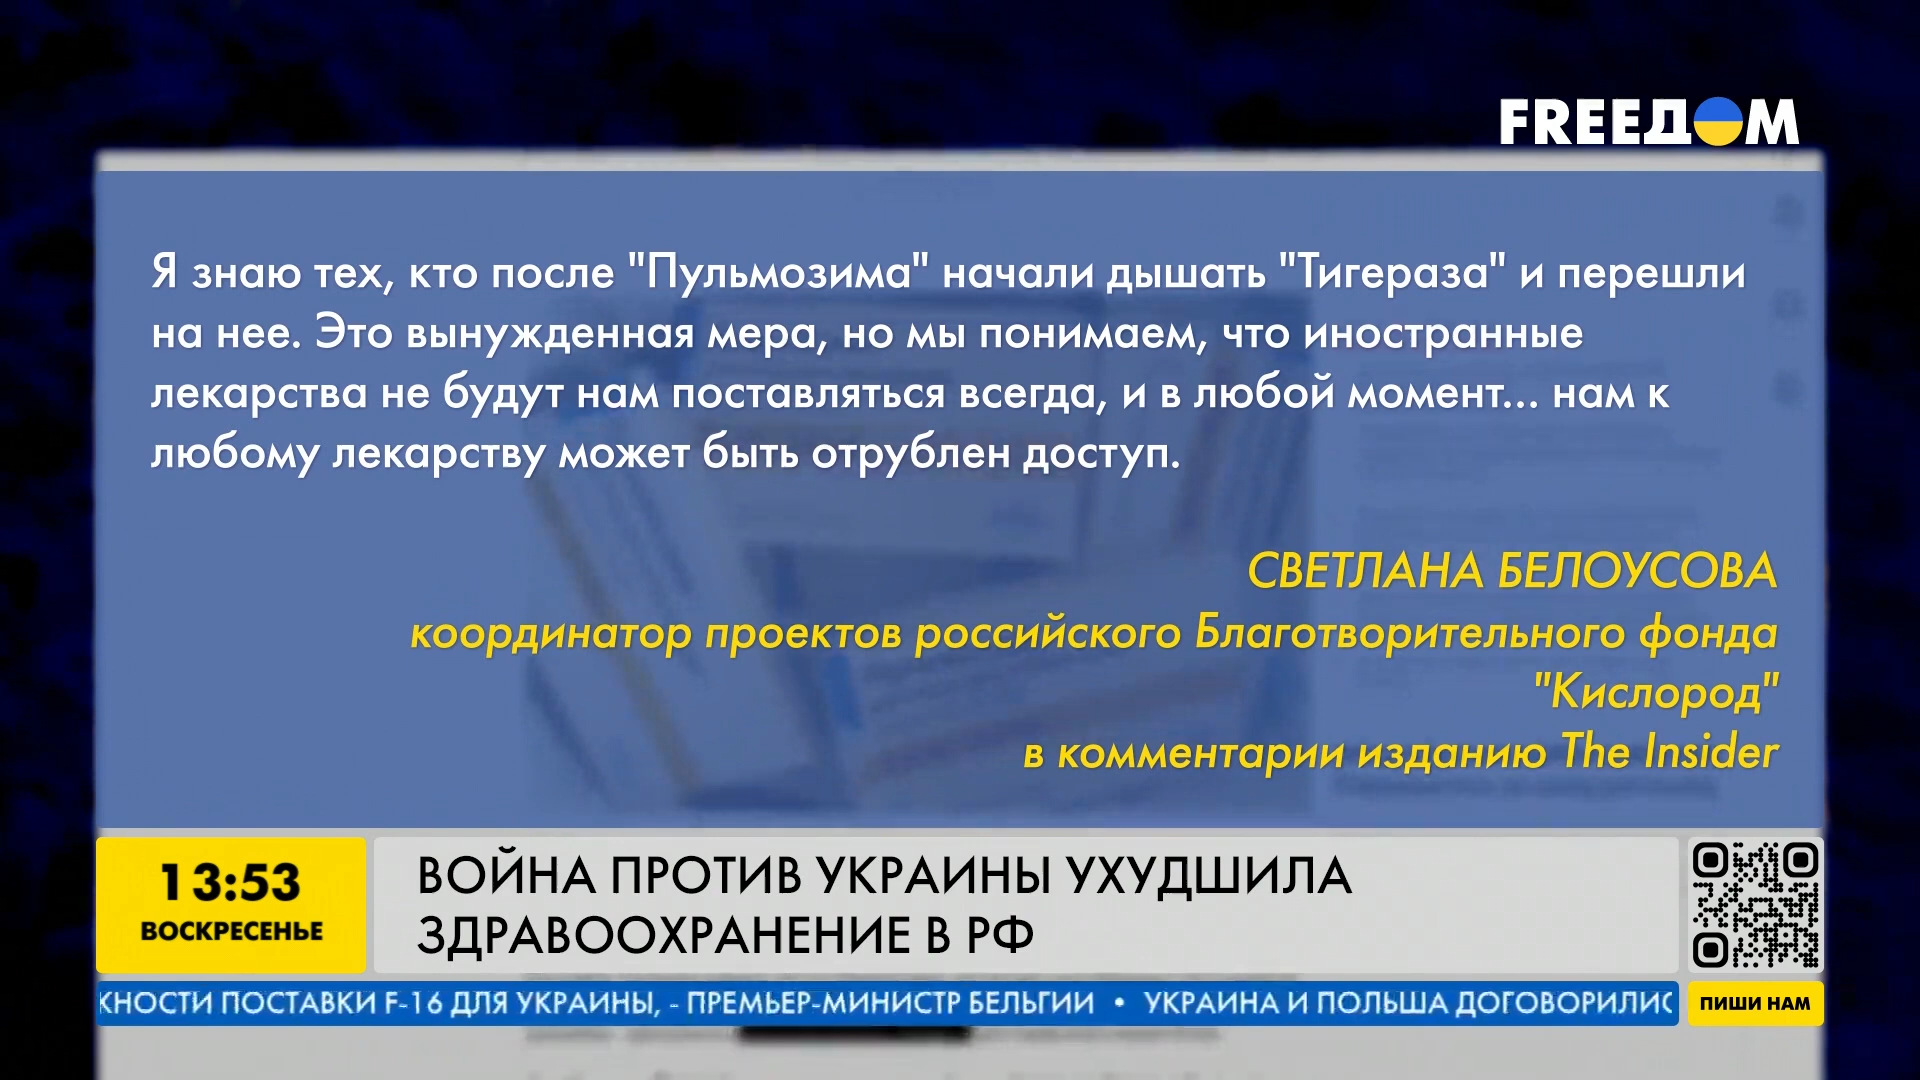 FREEДOM
Я знаю тех, кто после "Пульмозима" начали дышать "Тигераза" и перешли
на нее. Это вынужденная мера, но мы понимаем, что иностранные
лекарства не будут нам поставляться всегда, и в любой момент... нам к
любому лекарству может быть отрублен доступ.
СВЕТЛАНА БЕЛОУСОВА
координатор проектов российского Благотворительного фонда
"Кислород"
в комментарии изданию The Insider
13:53
ВОСКРЕСЕНЬЕ
ВОЙНА ПРОТИВ УКРАИНЫ УХУДШИЛА
ЗДРАВООХРАНЕНИЕ В РФ
ЖНОСТИ ПОСТАВКИ F-16 ДЛЯ УКРАИНЫ, - ПРЕМЬЕР-МИНИСТР БЕЛЬГИИ • УКРАИНА И ПОЛЬША ДОГОВОРИЛИС
ПИШИ НАМ